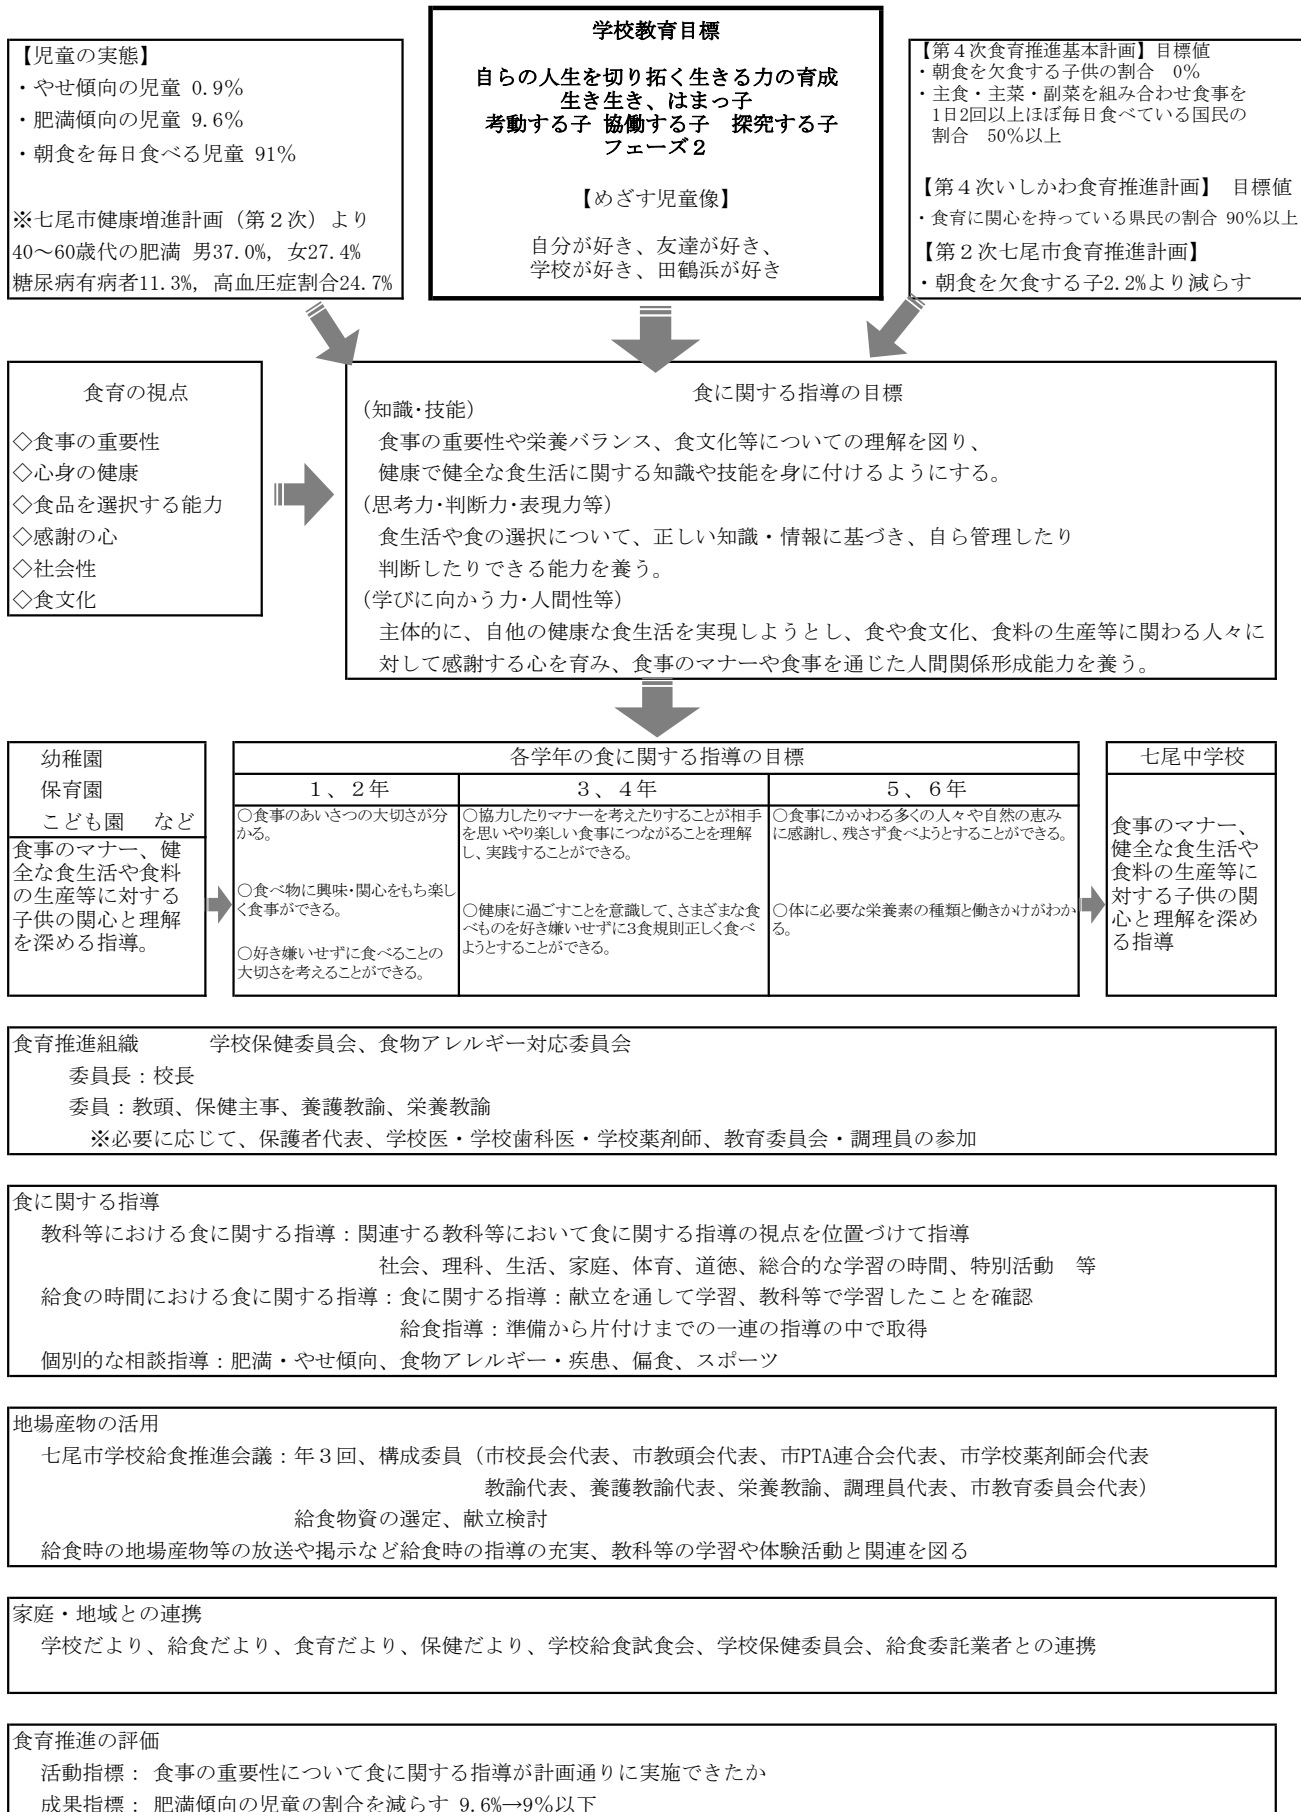 学校教育目標
自らの人生を切り拓く生きる力の育成
生き生き、はまっ子
考動する子 協働する子　探究する子
フェーズ２
【めざす児童像】
自分が好き、友達が好き、
学校が好き、田鶴浜が好き
【児童の実態】
・やせ傾向の児童 0.9%
・肥満傾向の児童 9.6%
・朝食を毎日食べる児童 91%
※七尾市健康増進計画（第２次）より
40～60歳代の肥満 男37.0%, 女27.4%
糖尿病有病者11.3%, 高血圧症割合24.7%
【第４次食育推進基本計画】目標値
・朝食を欠食する子供の割合　0%
・主食・主菜・副菜を組み合わせ食事を
1日2回以上ほぼ毎日食べている国民の
割合　50%以上
【第４次いしかわ食育推進計画】　目標値
・食育に関心を持っている県民の割合 90%以上
【第２次七尾市食育推進計画】
・朝食を欠食する子2.2%より減らす
食育の視点
◇食事の重要性
◇心身の健康
◇食品を選択する能力
◇感謝の心
◇社会性
◇食文化
食に関する指導の目標
（知識・技能）
食事の重要性や栄養バランス、食文化等についての理解を図り、
健康で健全な食生活に関する知識や技能を身に付けるようにする。
（思考力・判断力・表現力等）
食生活や食の選択について、正しい知識・情報に基づき、自ら管理したり
判断したりできる能力を養う。
（学びに向かう力・人間性等）
主体的に、自他の健康な食生活を実現しようとし、食や食文化、食料の生産等に関わる人々に
対して感謝する心を育み、食事のマナーや食事を通じた人間関係形成能力を養う。
幼稚園
保育園
こども園　など
食事のマナー、健
全な食生活や食料
の生産等に対する
子供の関心と理解
を深める指導。
各学年の食に関する指導の目標
１、２年
○食事のあいさつの大切さが分
かる。
○食べ物に興味・関心をもち楽し
く食事ができる。
○好き嫌いせずに食べることの
大切さを考えることができる。
３、４年
○協力したりマナーを考えたりすることが相手
を思いやり楽しい食事につながることを理解
し、実践することができる。
○健康に過ごすことを意識して、さまざまな食
べものを好き嫌いせずに3食規則正しく食べ
ようとすることができる。
５、６年
○食事にかかわる多くの人々や自然の恵み
に感謝し、残さず食べようとすることができる。
○体に必要な栄養素の種類と働きかけがわか
る。
七尾中学校
食事のマナー、
健全な食生活や
食料の生産等に
対する子供の関
心と理解を深め
る指導
食育推進組織　　　学校保健委員会、食物アレルギー対応委員会
委員長：校長
委員：教頭、保健主事、養護教諭、栄養教諭
※必要に応じて、保護者代表、学校医・学校歯科医・学校薬剤師、教育委員会・調理員の参加
食に関する指導
教科等における食に関する指導：関連する教科等において食に関する指導の視点を位置づけて指導
社会、理科、生活、家庭、体育、道徳、総合的な学習の時間、特別活動　等
給食の時間における食に関する指導：食に関する指導：献立を通して学習、教科等で学習したことを確認
給食指導：準備から片付けまでの一連の指導の中で取得
個別的な相談指導：肥満・やせ傾向、食物アレルギー・疾患、偏食、スポーツ
地場産物の活用
七尾市学校給食推進会議：年３回、構成委員（市校長会代表、市教頭会代表、市PTA連合会代表、市学校薬剤師会代表
教諭代表、養護教諭代表、栄養教諭、調理員代表、市教育委員会代表）
給食物資の選定、献立検討
給食時の地場産物等の放送や掲示など給食時の指導の充実、教科等の学習や体験活動と関連を図る
家庭・地域との連携
学校だより、給食だより、食育だより、保健だより、学校給食試食会、学校保健委員会、給食委託業者との連携
食育推進の評価
活動指標： 食事の重要性について食に関する指導が計画通りに実施できたか
成果指標： 肥満傾向の児童の割合を減らす 9.6%→9%以下